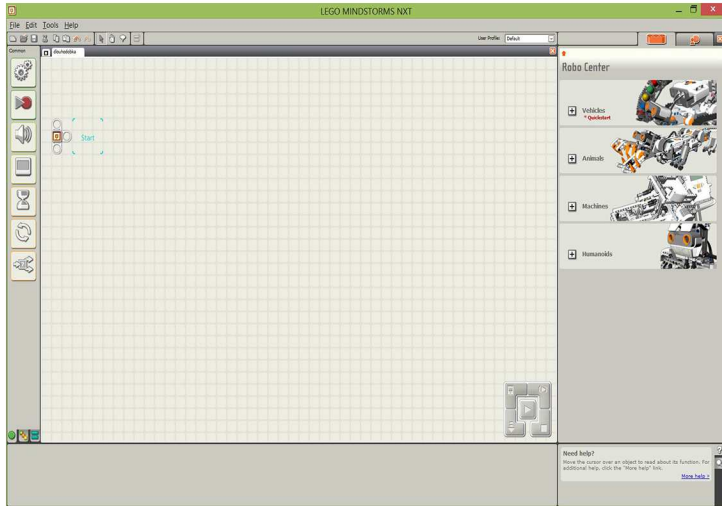 LEGO MINDSTORMS NXT
File Edit Tools Help
User Profile: Default
Common
Start
Robo Center
Vehicles
* Quickstart
Animals
Machines
Humanoids
Need help?
Move the cursor over an object to read about its function. For
additional help, click the "More help" link.
More help »